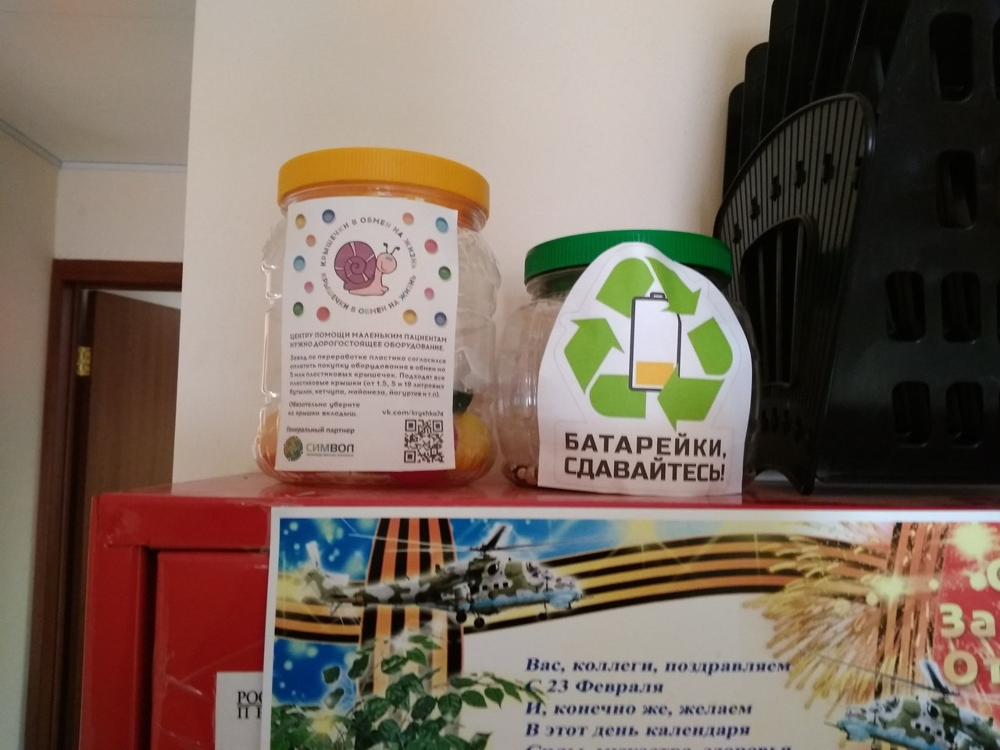 КРЫШЕЧКИ В ОБМЕН НА ЖИЗНЬ
КРЫШЕЧКИ В ОБМЕН НА ЖИЗНЬ
ЦЕНТРУ ПОМОЩИ МАЛЕНЬКИМ ПАЦИЕНТАМ
НУЖНО ДОРОГОСТОЯЩЕЕ ОБОРУДОВАНИЕ.
Завод по переработке пластика согласился
оплатить покупку оборудования в обмен на
5 млн пластиковых крышечек. Подходят все
пластиковые крышки (от 1.5, 5 и 19 литровых
бутылок, кетчупа, майонеза, йогуртов и т.п).
Обязательно уберите
из крышки вкладыш.
vk.com/kryshka74
Генеральный партнер
СИМВОЛ
БАТАРЕЙКИ,
СДАВАЙТЕСЬ!
За
От
Вас, коллеги, поздравляем
С 23 Февраля
И, конечно же, желаем
В этот день календаря
РОС